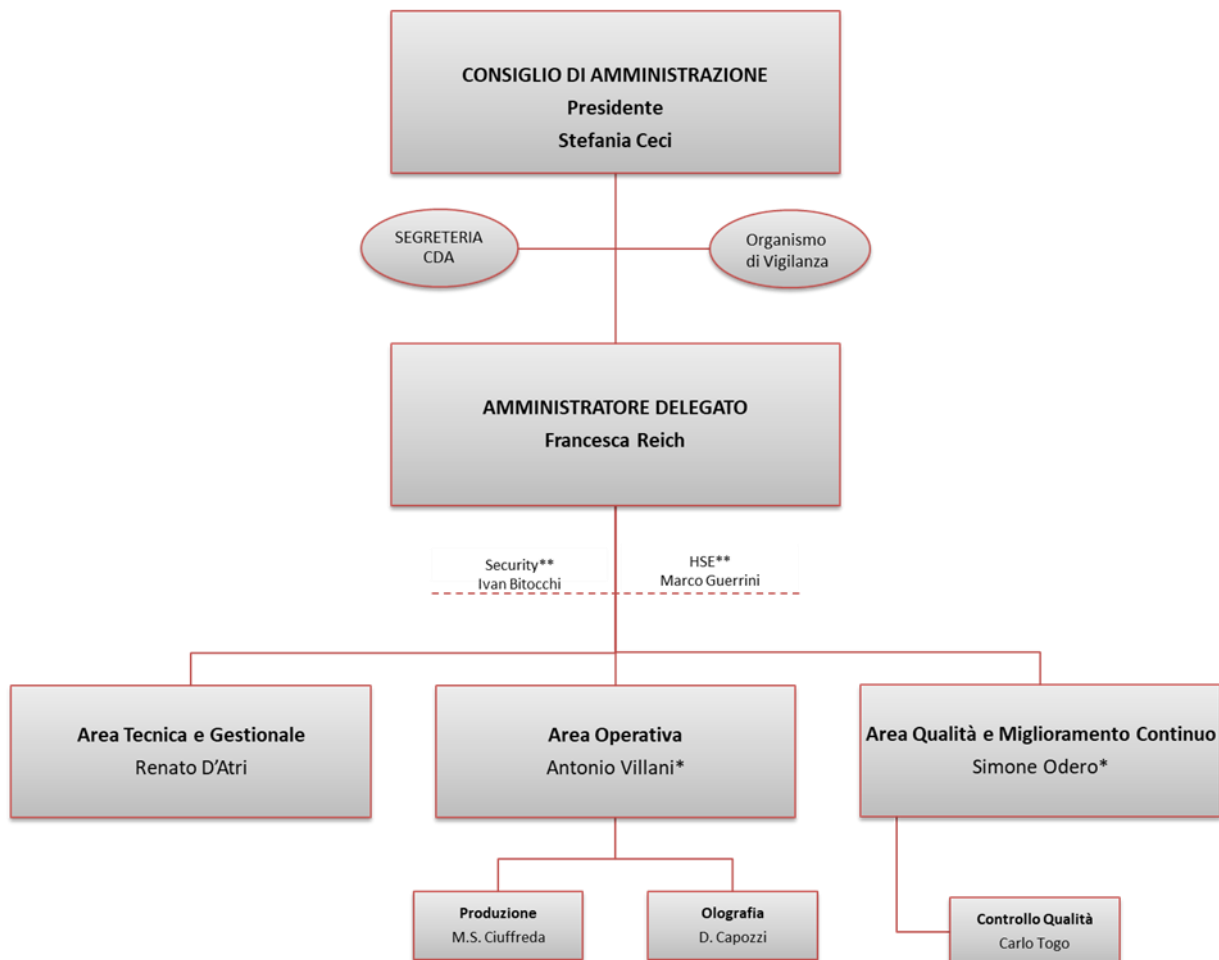 CONSIGLIO DI AMMINISTRAZIONE
Presidente
Stefania Ceci
SEGRETERIA
CDA
Organismo
di Vigilanza
AMMINISTRATORE DELEGATO
Francesca Reich
Security**
Ivan Bitocchi
HSE**
Marco Guerrini
Area Tecnica e Gestionale
Renato D'Atri
Area Operativa
Antonio Villani*
Area Qualità e Miglioramento Continuo
Simone Odero*
Produzione
M.S. Ciuffreda
Olografia
D. Capozzi
Controllo Qualità
Carlo Togo